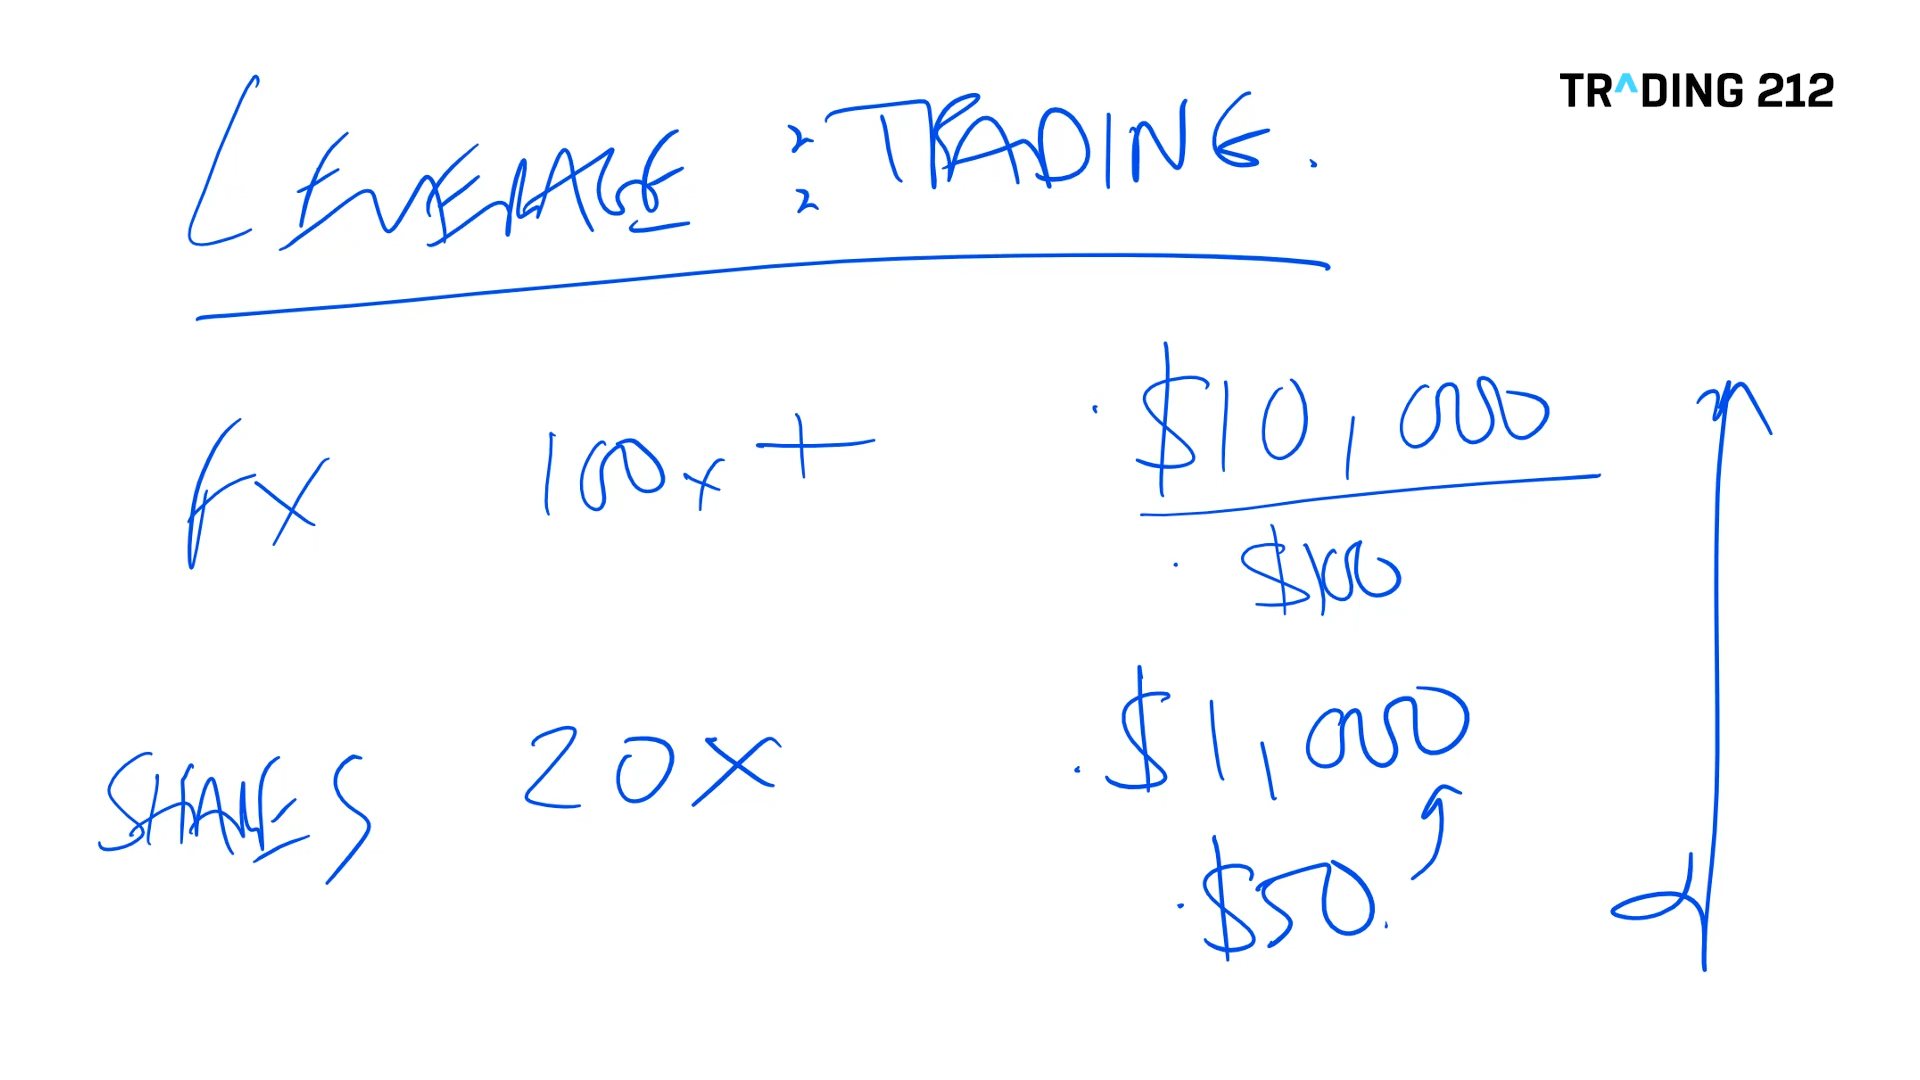 TRADING 212
LEVERAGE : TRADING.
FX 100x + $10,000
$100
SHARES 20x $1,000
$50.